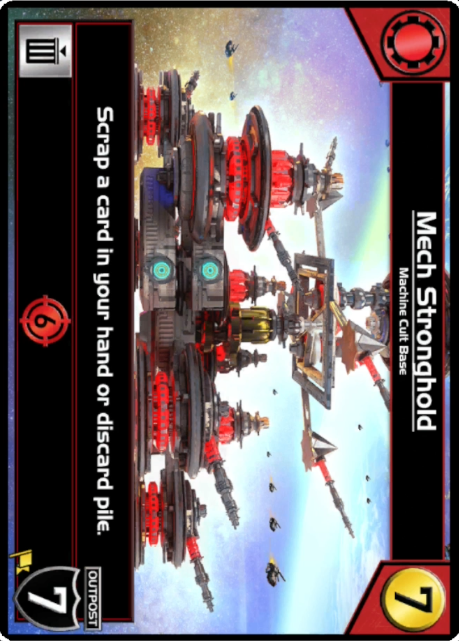 Mech Stronghold
Machine Cult Base
7
Scrap a card in your hand or discard pile.
6
OUTPOST
7